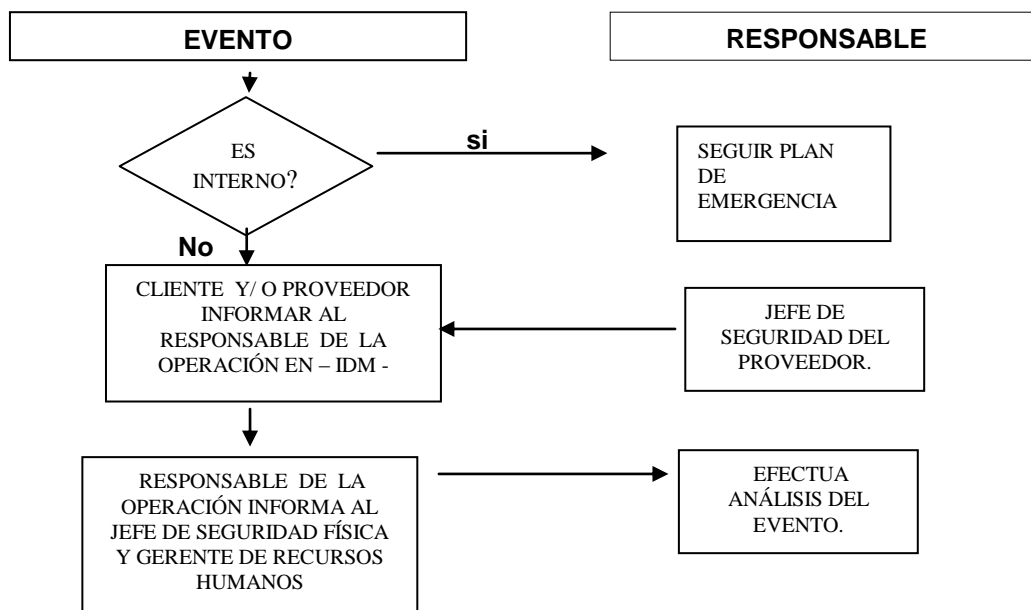 EVENTO
RESPONSABLE
ES
INTERNO?
si
SEGUIR PLAN
DE
EMERGENCIA
No
CLIENTE Y/ O PROVEEDOR
INFORMAR AL
RESPONSABLE DE LA
OPERACIÓN EN – IDM -
JEFE DE
SEGURIDAD DEL
PROVEEDOR.
RESPONSABLE DE LA
OPERACIÓN INFORMA AL
JEFE DE SEGURIDAD FÍSICA
Y GERENTE DE RECURSOS
HUMANOS
EFECTUA
ANÁLISIS DEL
EVENTO.